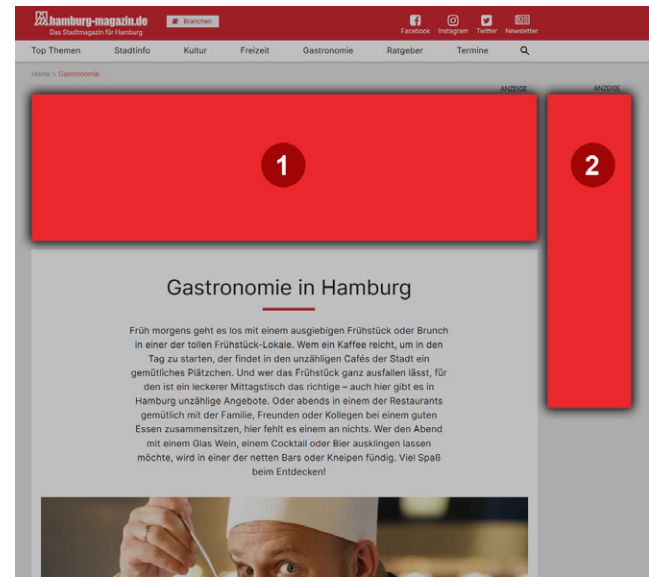 hamburg-magazin.de
Das Stadtmagazin für Hamburg
Branchen
Facebook Instagram Twitter Newsletter
Top Themen Stadtinfo Kultur Freizeit Gastronomie Ratgeber Termine
Home > Gastronomie
ANZEIGE ANZEIGE
1 2
Gastronomie in Hamburg
Früh morgens geht es los mit einem ausgiebigen Frühstück oder Brunch
in einer der tollen Frühstück-Lokale. Wem ein Kaffee reicht, um in den
Tag zu starten, der findet in den unzähligen Cafés der Stadt ein
gemütliches Plätzchen. Und wer das Frühstück ganz ausfallen lässt, für
den ist ein leckerer Mittagstisch das richtige – auch hier gibt es in
Hamburg unzählige Angebote. Oder abends in einem der Restaurants
gemütlich mit der Familie, Freunden oder Kollegen bei einem guten
Essen zusammensitzen, hier fehlt es einem an nichts. Wer den Abend
mit einem Glas Wein, einem Cocktail oder Bier ausklingen lassen
möchte, wird in einer der netten Bars oder Kneipen fündig. Viel Spaß
beim Entdecken!